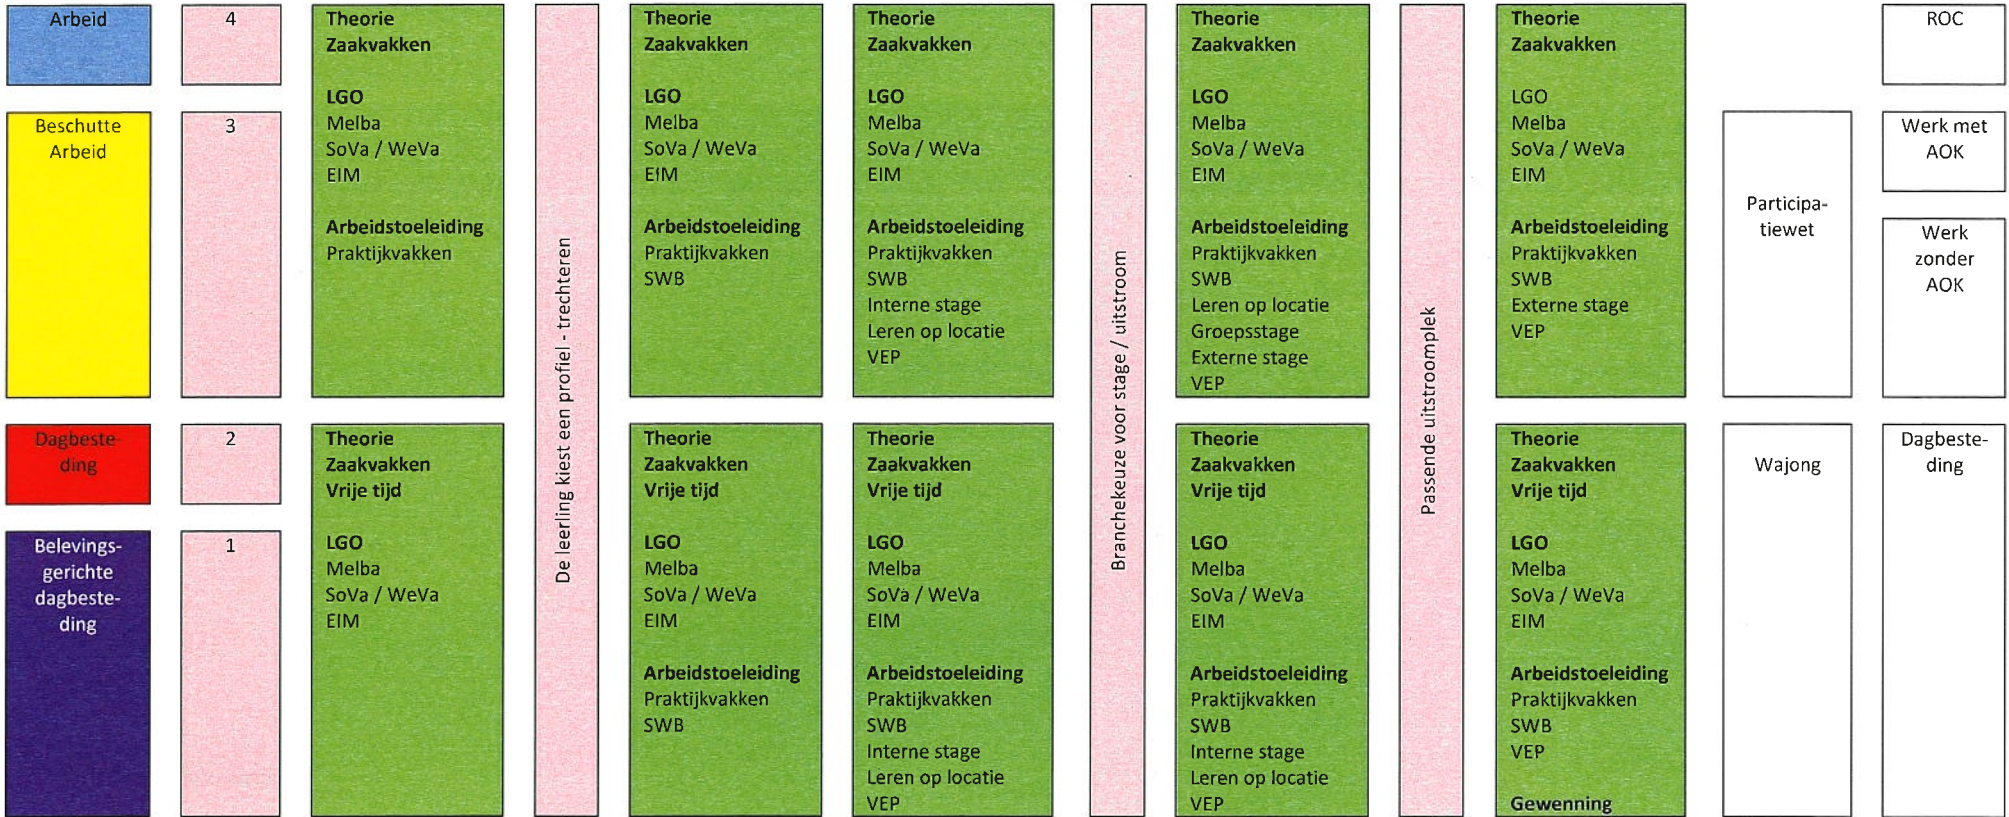 Arbeid
Beschutte
Arbeid
Dagbeste-
ding
Belevings-
gerichte
dagbeste-
ding
4
3
2
1
Theorie
Zaakvakken
LGO
Melba
SoVa / WeVa
EIM
Arbeidstoeleiding
Praktijkvakken
Theorie
Zaakvakken
Vrije tijd
LGO
Melba
SoVa / WeVa
EIM
De leerling kiest een profiel - trechteren
Theorie
Zaakvakken
LGO
Melba
SoVa / WeVa
EIM
Arbeidstoeleiding
Praktijkvakken
SWB
Theorie
Zaakvakken
Vrije tijd
LGO
Melba
SoVa / WeVa
EIM
Arbeidstoeleiding
Praktijkvakken
SWB
Theorie
Zaakvakken
LGO
Melba
SoVa / WeVa
EIM
Arbeidstoeleiding
Praktijkvakken
SWB
Interne stage
Leren op locatie
VEP
Theorie
Zaakvakken
Vrije tijd
LGO
Melba
SoVa / WeVa
EIM
Arbeidstoeleiding
Praktijkvakken
SWB
Interne stage
Leren op locatie
VEP
Branchekeuze voor stage / uitstroom
Theorie
Zaakvakken
LGO
Melba
SoVa / WeVa
EIM
Arbeidstoeleiding
Praktijkvakken
SWB
Leren op locatie
Groepsstage
Externe stage
VEP
Theorie
Zaakvakken
Vrije tijd
LGO
Melba
SoVa / WeVa
EIM
Arbeidstoeleiding
Praktijkvakken
SWB
Interne stage
Leren op locatie
VEP
Passende uitstroomplek
Theorie
Zaakvakken
LGO
Melba
SoVa / WeVa
EIM
Arbeidstoeleiding
Praktijkvakken
SWB
Externe stage
VEP
Theorie
Zaakvakken
Vrije tijd
LGO
Melba
SoVa / WeVa
EIM
Arbeidstoeleiding
Praktijkvakken
SWB
VEP
Gewenning
Participa-
tiewet
Wajong
ROC
Werk met
AOK
Werk
zonder
AOK
Dagbeste-
ding